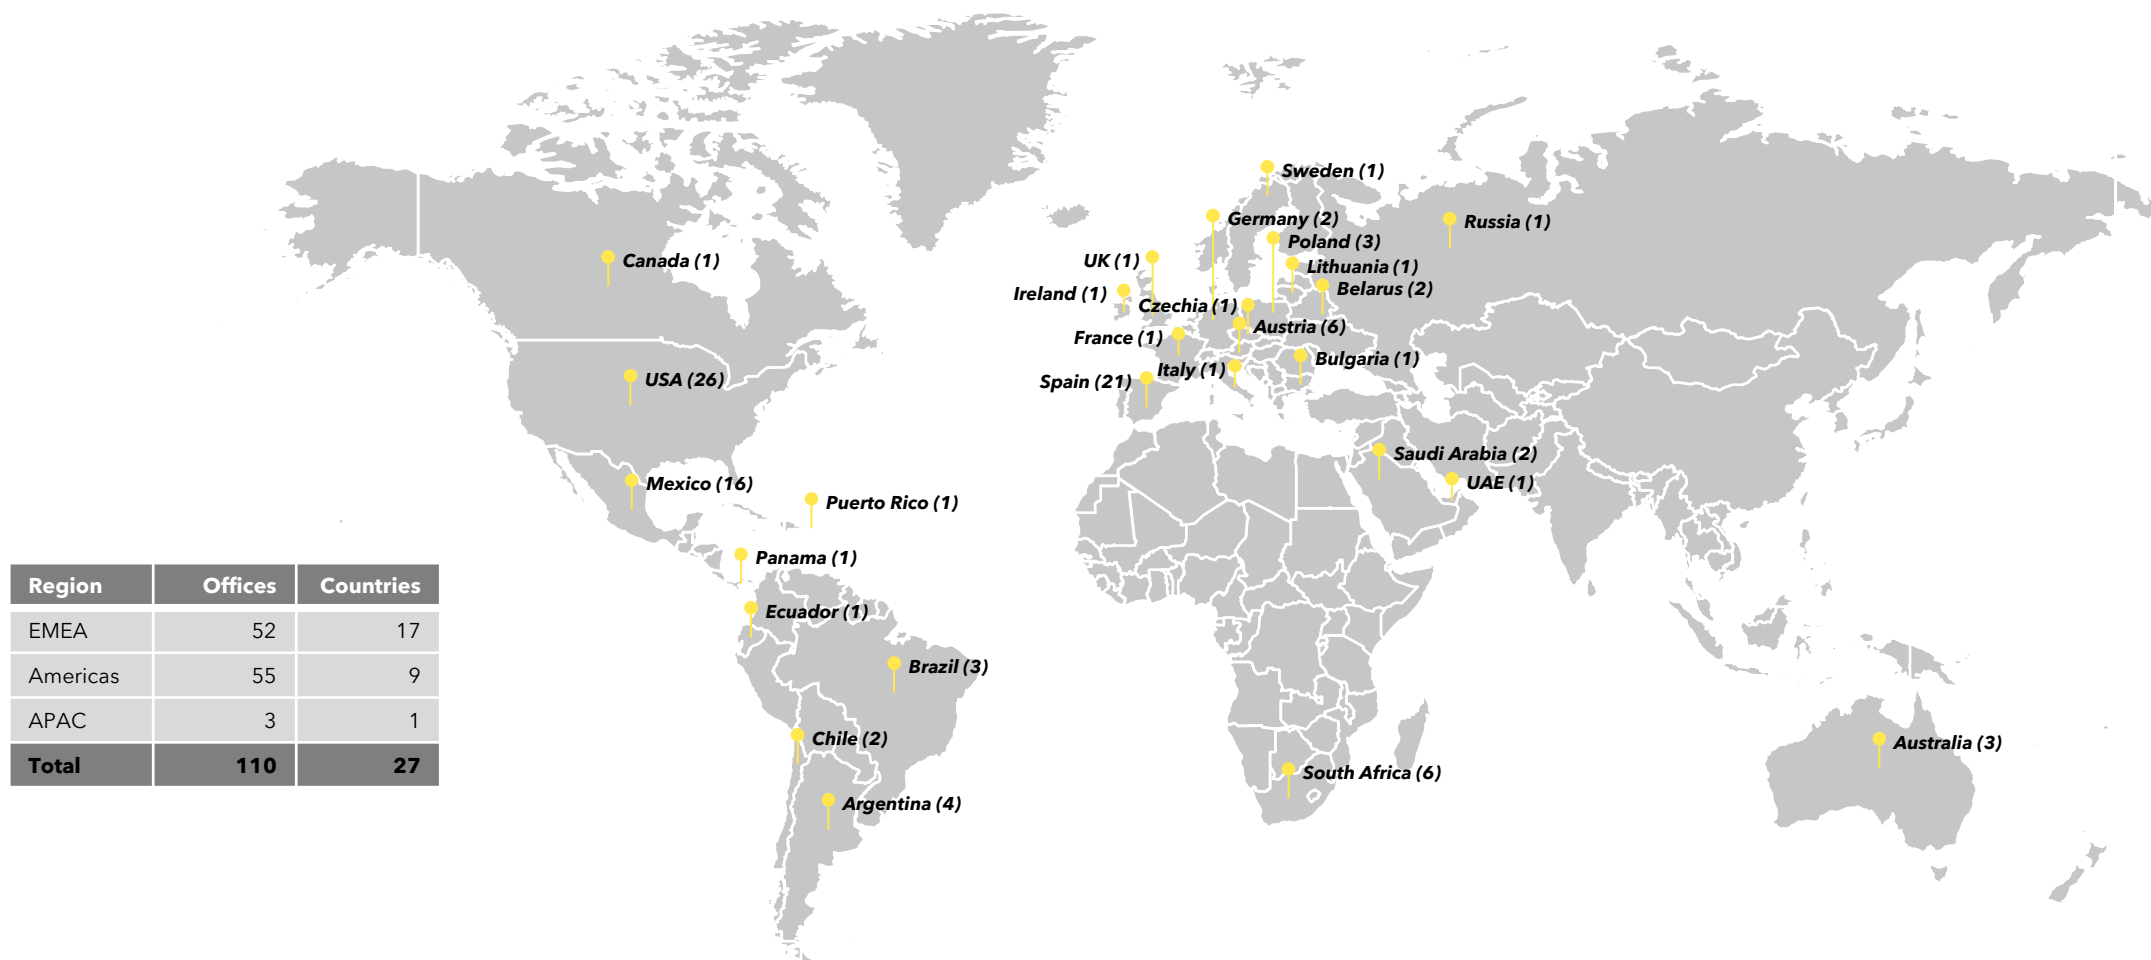 Sweden (1)
Germany (2)
Russia (1)
Poland (3)
Canada (1)
UK (1)
Lithuania (1)
Ireland (1)
Belarus (2)
Czechia (1)
Austria (6)
France (1)
Bulgaria (1)
Italy (1)
USA (26)
Spain (21)
Saudi Arabia (2)
Mexico (16)
UAE (1)
Puerto Rico (1)
Panama (1)
Ecuador (1)
Brazil (3)
Chile (2)
Australia (3)
South Africa (6)
Argentina (4)
Region Offices Countries
EMEA 52 17
Americas 55 9
APAC 3 1
Total 110 27